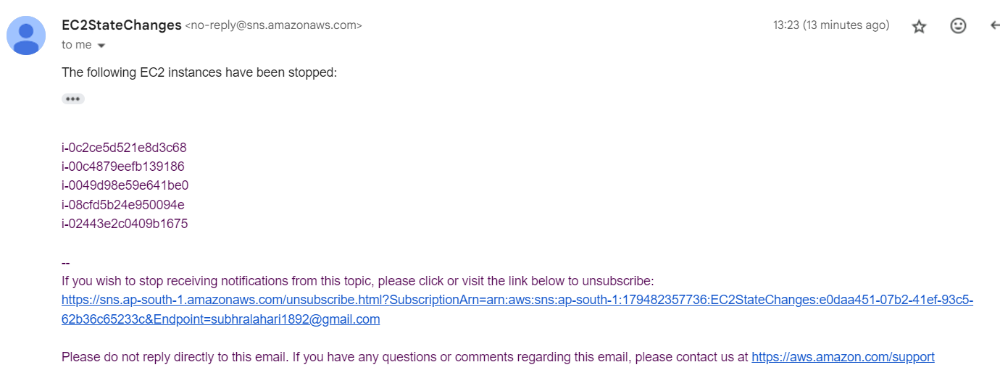 EC2StateChanges <no-reply@sns.amazonaws.com> 13:23 (13 minutes ago)
to me
The following EC2 instances have been stopped:
•••
i-0c2ce5d521e8d3c68
i-00c4879eefb139186
i-0049d98e59e641be0
i-08cfd5b24e950094e
i-02443e2c0409b1675
--
If you wish to stop receiving notifications from this topic, please click or visit the link below to unsubscribe:
https://sns.ap-south-1.amazonaws.com/unsubscribe.html?SubscriptionArn=arn:aws:sns:ap-south-1:179482357736:EC2StateChanges:e0daa451-07b2-41ef-93c5-
62b36c65233c&Endpoint=subhralahari1892@gmail.com
Please do not reply directly to this email. If you have any questions or comments regarding this email, please contact us at https://aws.amazon.com/support